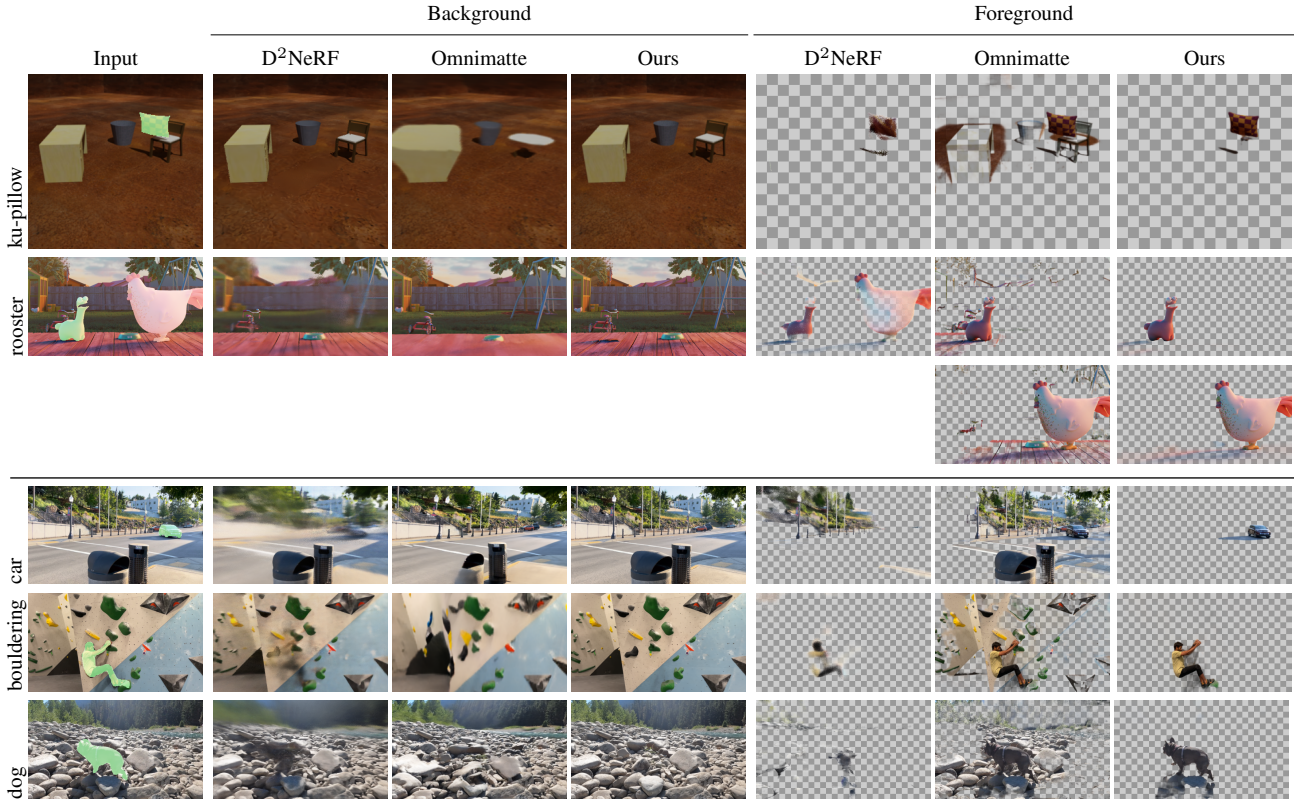 Background Foreground
Input D²NeRF Omnimatte Ours D²NeRF Omnimatte Ours
ku-pillow
rooster
car
bouldering
dog